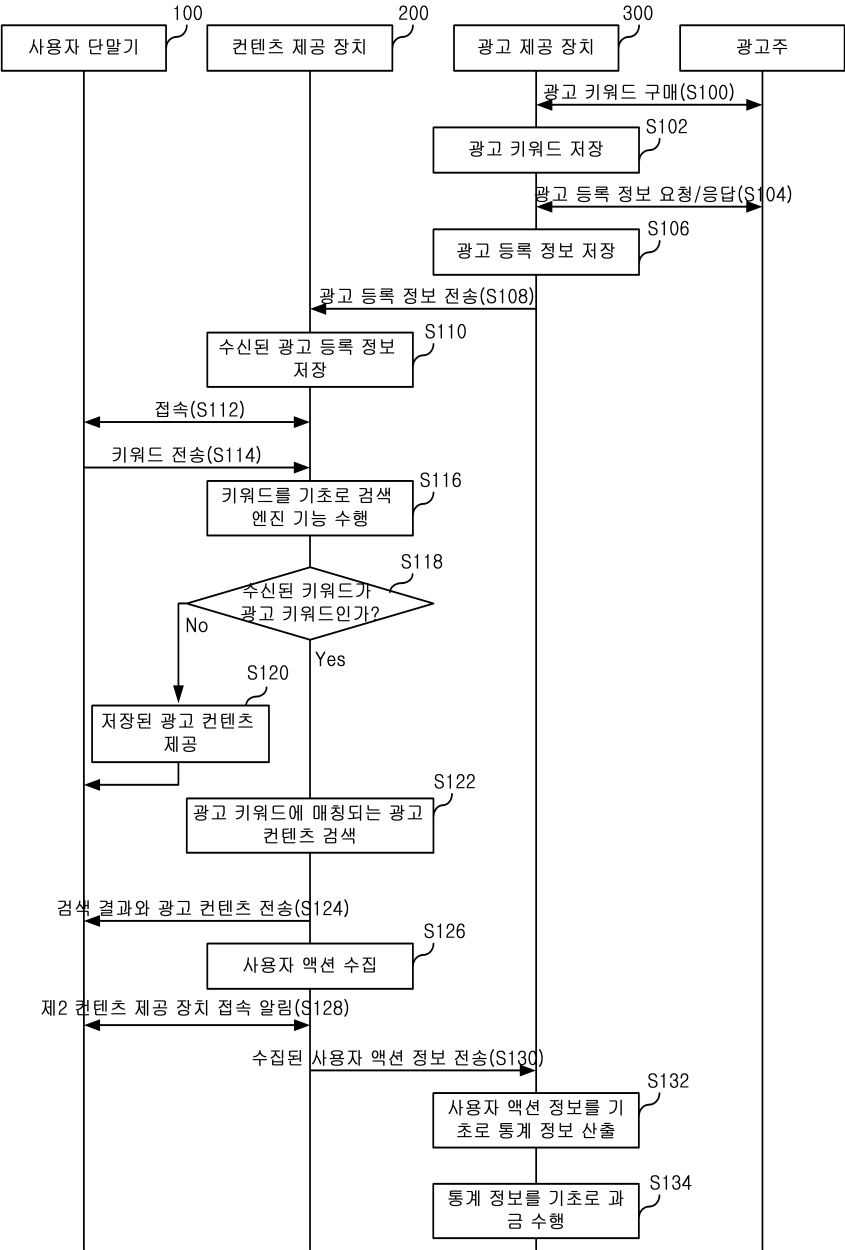 100
200
300
사용자 단말기
컨텐츠 제공 장치
광고 제공 장치
광고주
광고 키워드 구매(S100)
S102
광고 키워드 저장
광고 등록 정보 요청/응답(S104)
S106
광고 등록 정보 저장
광고 등록 정보 전송(S108)
S110
수신된 광고 등록 정보
저장
접속(S112)
키워드 전송(S114)
S116
키워드를 기초로 검색
엔진 기능 수행
S118
수신된 키워드가
광고 키워드인가?
No
Yes
S120
저장된 광고 컨텐츠
제공
S122
광고 키워드에 매칭되는 광고
컨텐츠 검색
검색 결과와 광고 컨텐츠 전송(S124)
S126
사용자 액션 수집
제2 컨텐츠 제공 장치 접속 알림(S128)
수집된 사용자 액션 정보 전송(S130)
S132
사용자 액션 정보를 기
초로 통계 정보 산출
S134
통계 정보를 기초로 과
금 수행